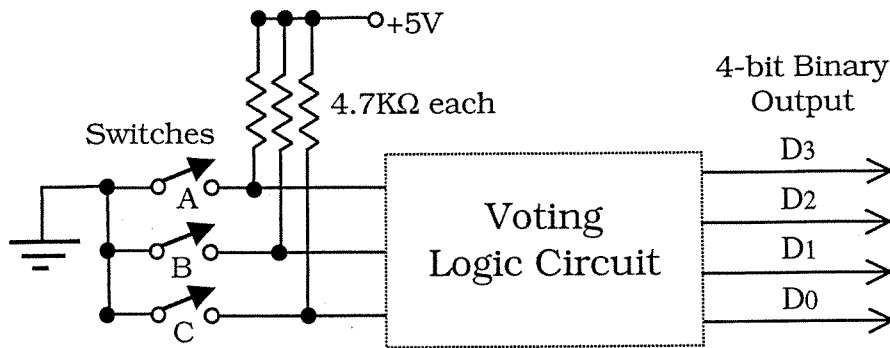 +5V
4.7KΩ each
4-bit Binary
Output
Switches
A
B
C
Voting
Logic Circuit
D3
D2
D1
D0